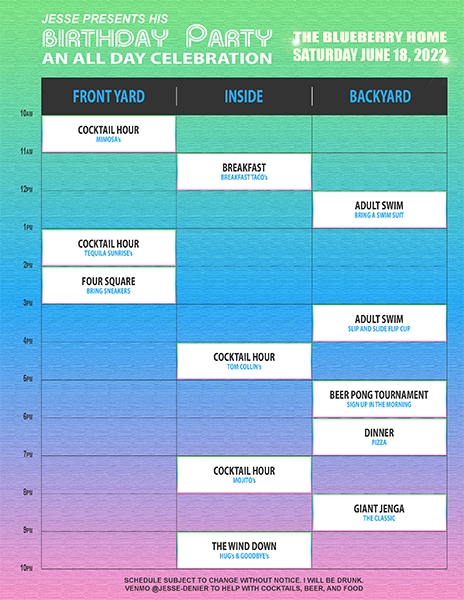 JESSE PRESENTS HIS
BIRTHDAY PARTY
AN ALL DAY CELEBRATION
THE BLUEBERRY HOME
SATURDAY JUNE 18, 2022
FRONT YARD
INSIDE
BACKYARD
10AM
COCKTAIL HOUR
MIMOSA's
11AM
BREAKFAST
BREAKFAST TACO's
12PM
ADULT SWIM
BRING A SWIM SUIT
1PM
COCKTAIL HOUR
TEQUILA SUNRISE's
2PM
FOUR SQUARE
BRING SNEAKERS
3PM
ADULT SWIM
SLIP AND SLIDE FLIP CUP
4PM
COCKTAIL HOUR
TOM COLLIN's
5PM
BEER PONG TOURNAMENT
SIGN UP IN THE MORNING
6PM
DINNER
PIZZA
7PM
COCKTAIL HOUR
MOJITO's
8PM
GIANT JENGA
THE CLASSIC
9PM
THE WIND DOWN
HUG's & GOODBYE's
10PM
SCHEDULE SUBJECT TO CHANGE WITHOUT NOTICE. I WILL BE DRUNK.
VENMO @JESSE-DENIER TO HELP WITH COCKTAILS, BEER, AND FOOD